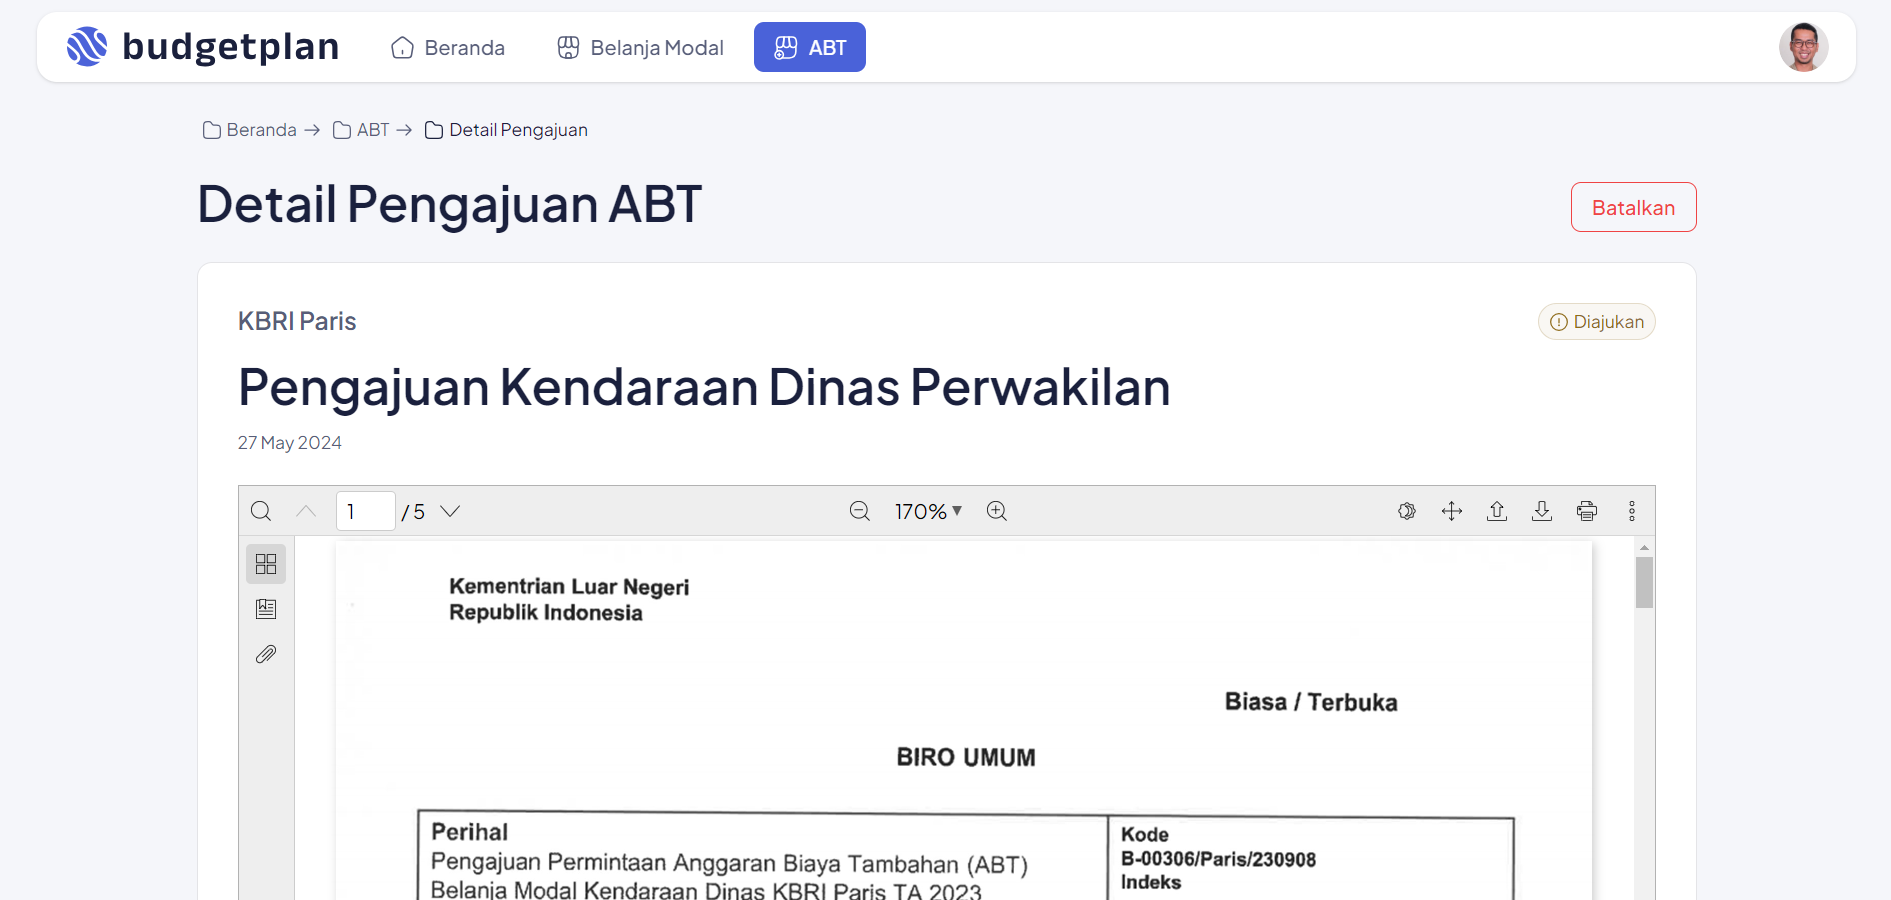 budgetplan
Beranda
Belanja Modal
ABT
Beranda → ABT → Detail Pengajuan
Detail Pengajuan ABT
Batalkan
KBRI Paris
Diajukan
Pengajuan Kendaraan Dinas Perwakilan
27 May 2024
1 / 5
170%
Kementrian Luar Negeri
Republik Indonesia
Biasa / Terbuka
BIRO UMUM
Perihal
Pengajuan Permintaan Anggaran Biaya Tambahan (ABT)
Belanja Modal Kendaraan Dinas KBRI Paris TA 2023
Kode
B-00306/Paris/230908
Indeks